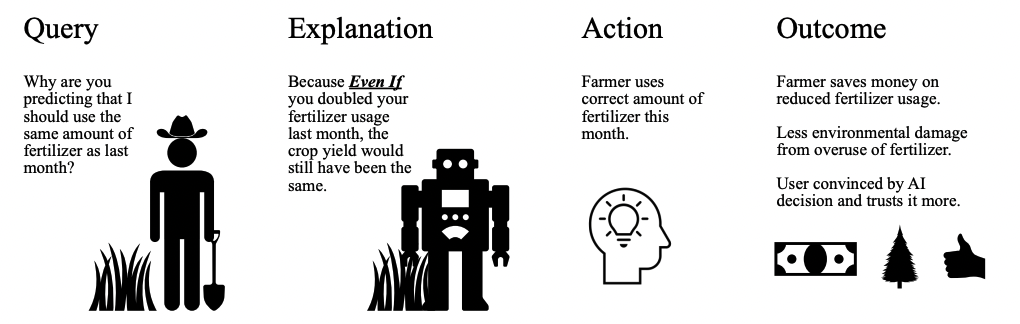 Query
Why are you
predicting that I
should use the
same amount of
fertilizer as last
month?
Explanation
Because Even If
you doubled your
fertilizer usage
last month, the
crop yield would
still have been the
same.
Action
Farmer uses
correct amount of
fertilizer this
month.
Outcome
Farmer saves money on
reduced fertilizer usage.
Less environmental damage
from overuse of fertilizer.
User convinced by AI
decision and trusts it more.